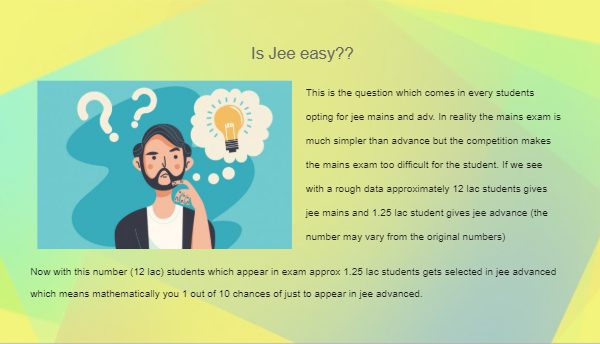 Is Jee easy??
This is the question which comes in every students
opting for jee mains and adv. In reality the mains exam is
much simpler than advance but the competition makes
the mains exam too difficult for the student. If we see
with a rough data approximately 12 lac students gives
jee mains and 1.25 lac student gives jee advance (the
number may vary from the original numbers)
Now with this number (12 lac) students which appear in exam approx 1.25 lac students gets selected in jee advanced
which means mathematically you 1 out of 10 chances of just to appear in jee advanced.